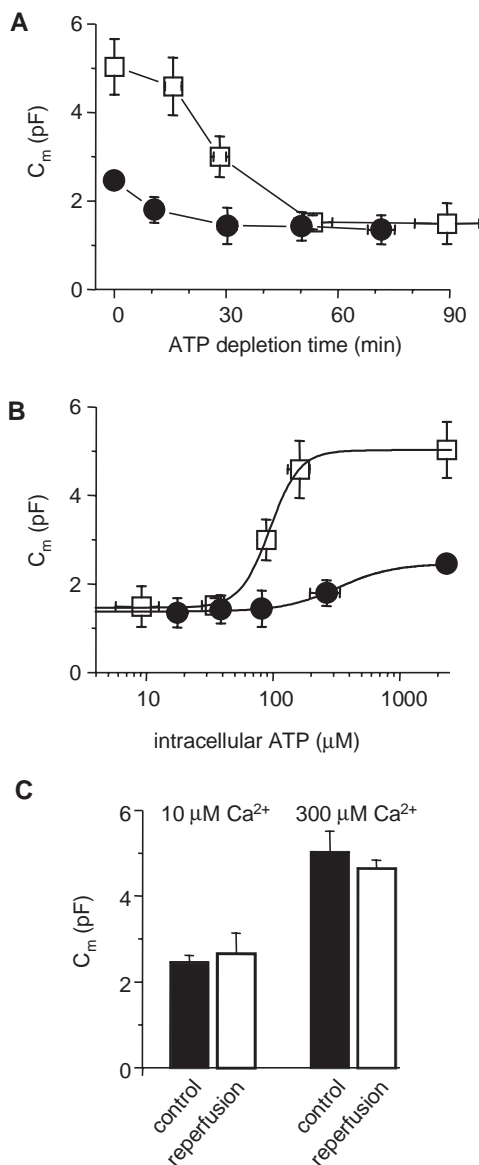 A
6
4
2
0
C_m (pF)
0 30 60 90
ATP depletion time (min)
B
6
4
2
0
C_m (pF)
10 100 1000
intracellular ATP (μM)
C
10 μM Ca²⁺ 300 μM Ca²⁺
6
4
2
0
C_m (pF)
control
reperfusion
control
reperfusion